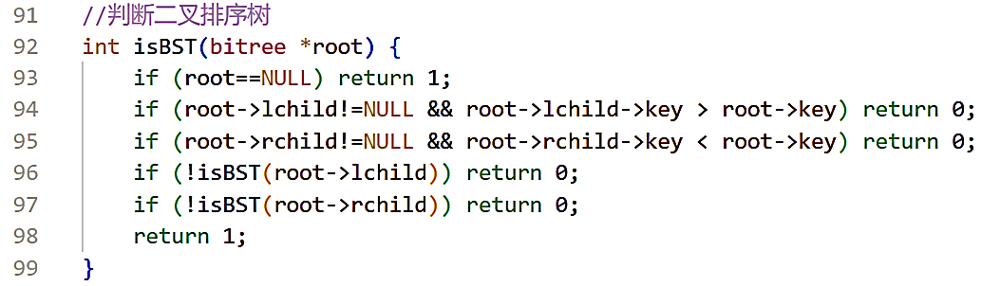 91 //判断二叉排序树
92 int isBST(bitree *root) {
93     if (root==NULL) return 1;
94     if (root->lchild!=NULL && root->lchild->key > root->key) return 0;
95     if (root->rchild!=NULL && root->rchild->key < root->key) return 0;
96     if (!isBST(root->lchild)) return 0;
97     if (!isBST(root->rchild)) return 0;
98     return 1;
99 }